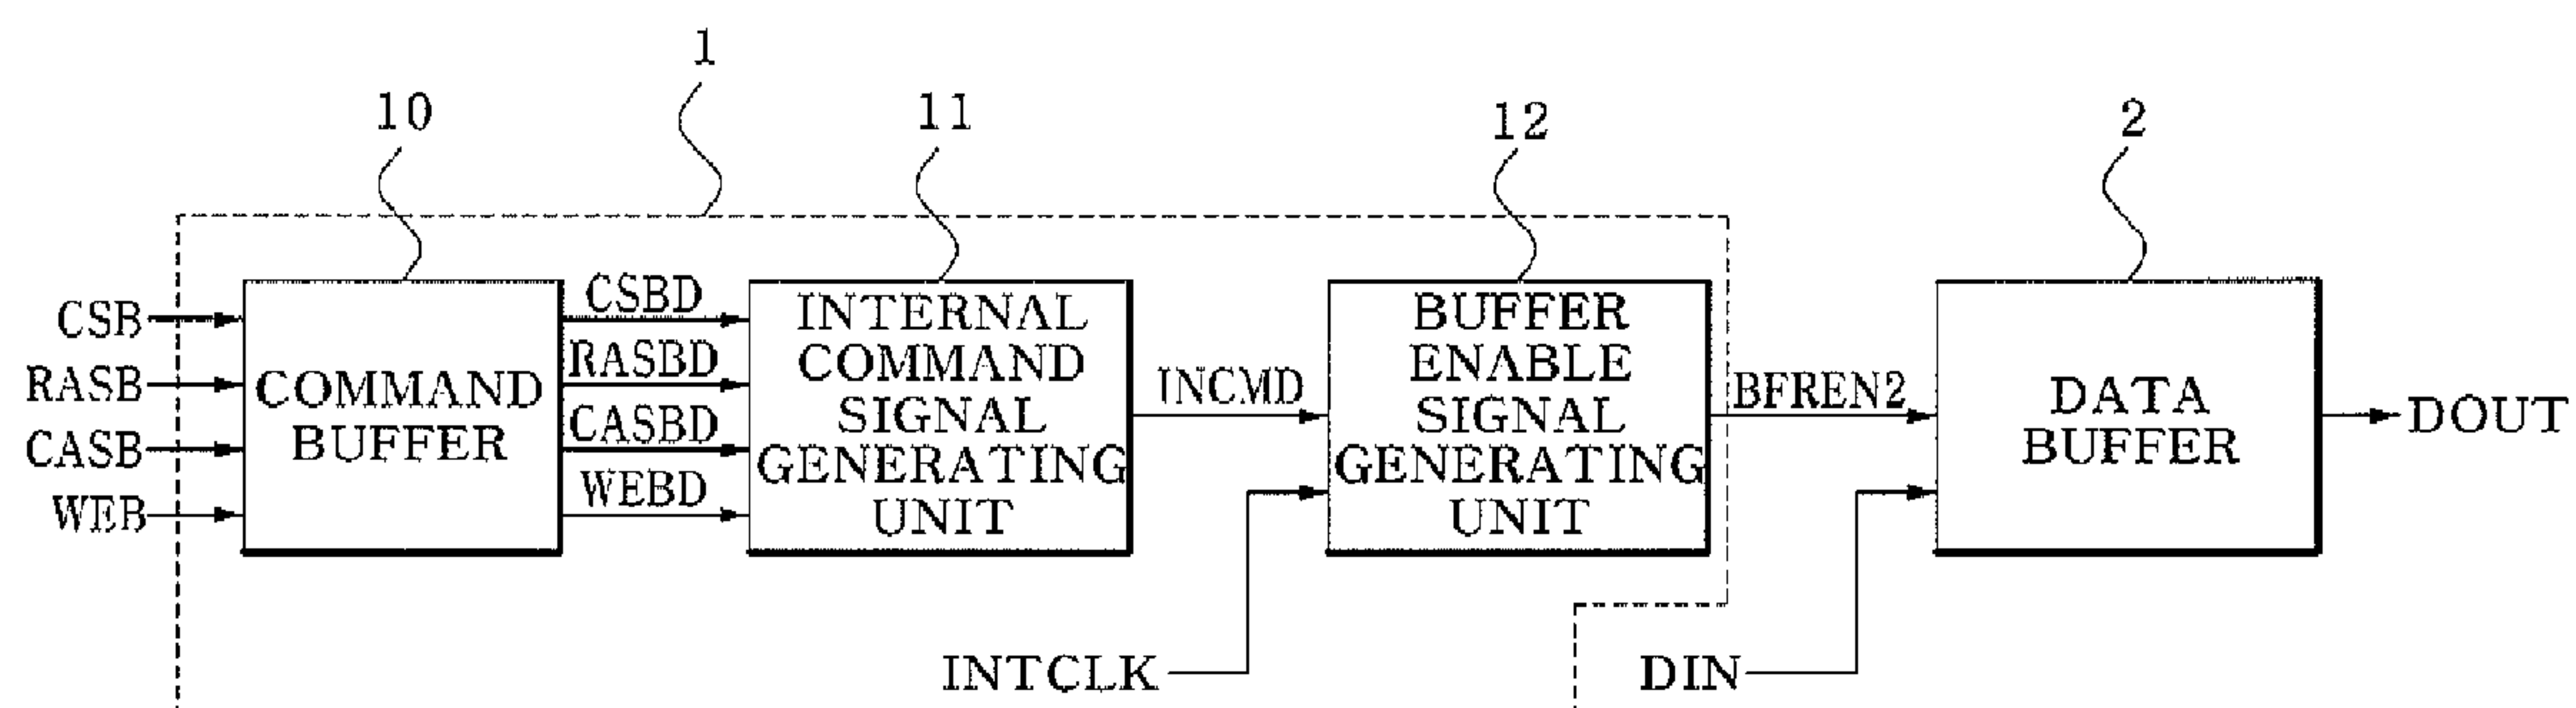 1
10
11
12
2
CSB
RASB
CASB
WEB
COMMAND
BUFFER
CSBD
RASBD
CASBD
WEBD
INTERNAL
COMMAND
SIGNAL
GENERATING
UNIT
INCMD
INTCLK
BUFFER
ENABLE
SIGNAL
GENERATING
UNIT
BFREN2
DIN
DATA
BUFFER
DOUT